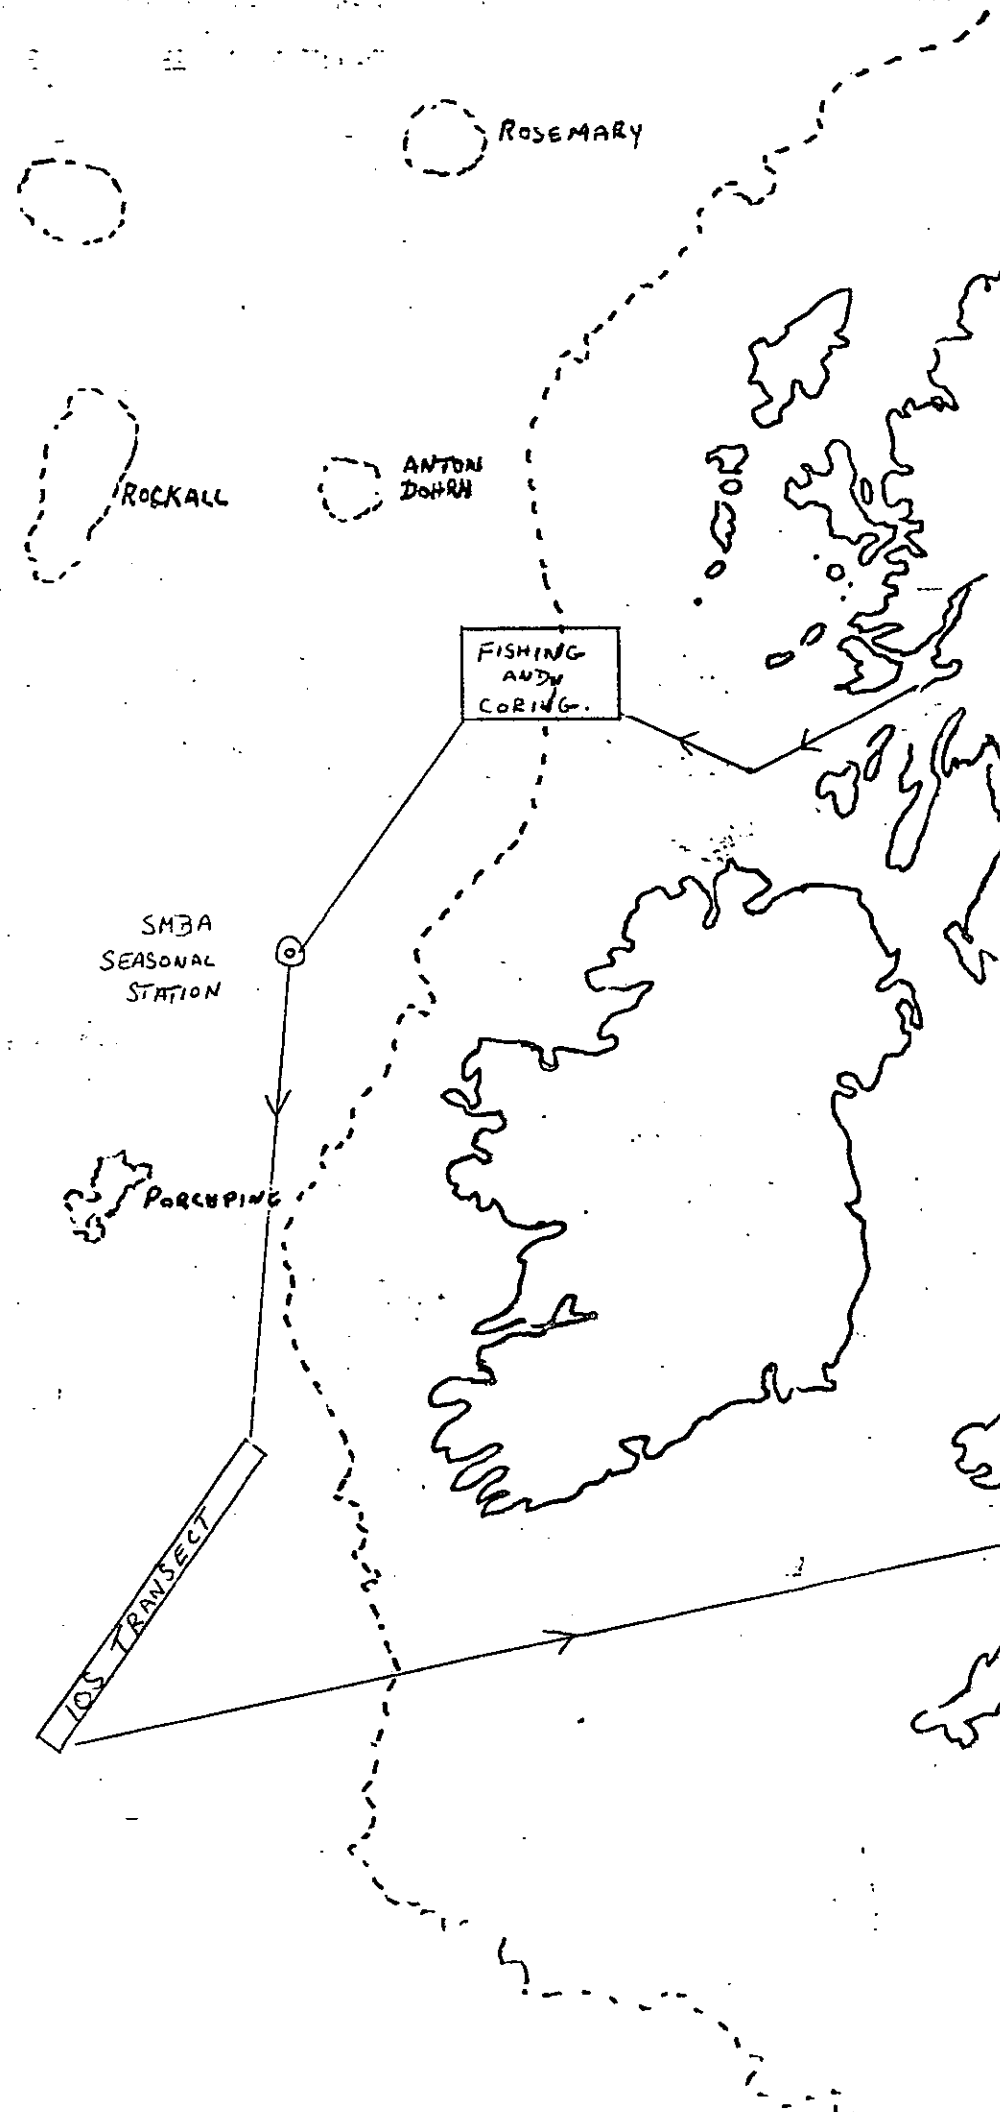 ROSEMARY
ROCKALL
ANTON
DOHRN
FISHING
AND
CORING.
SMBA
SEASONAL
STATION
PORCUPINE
IOS TRANSECT